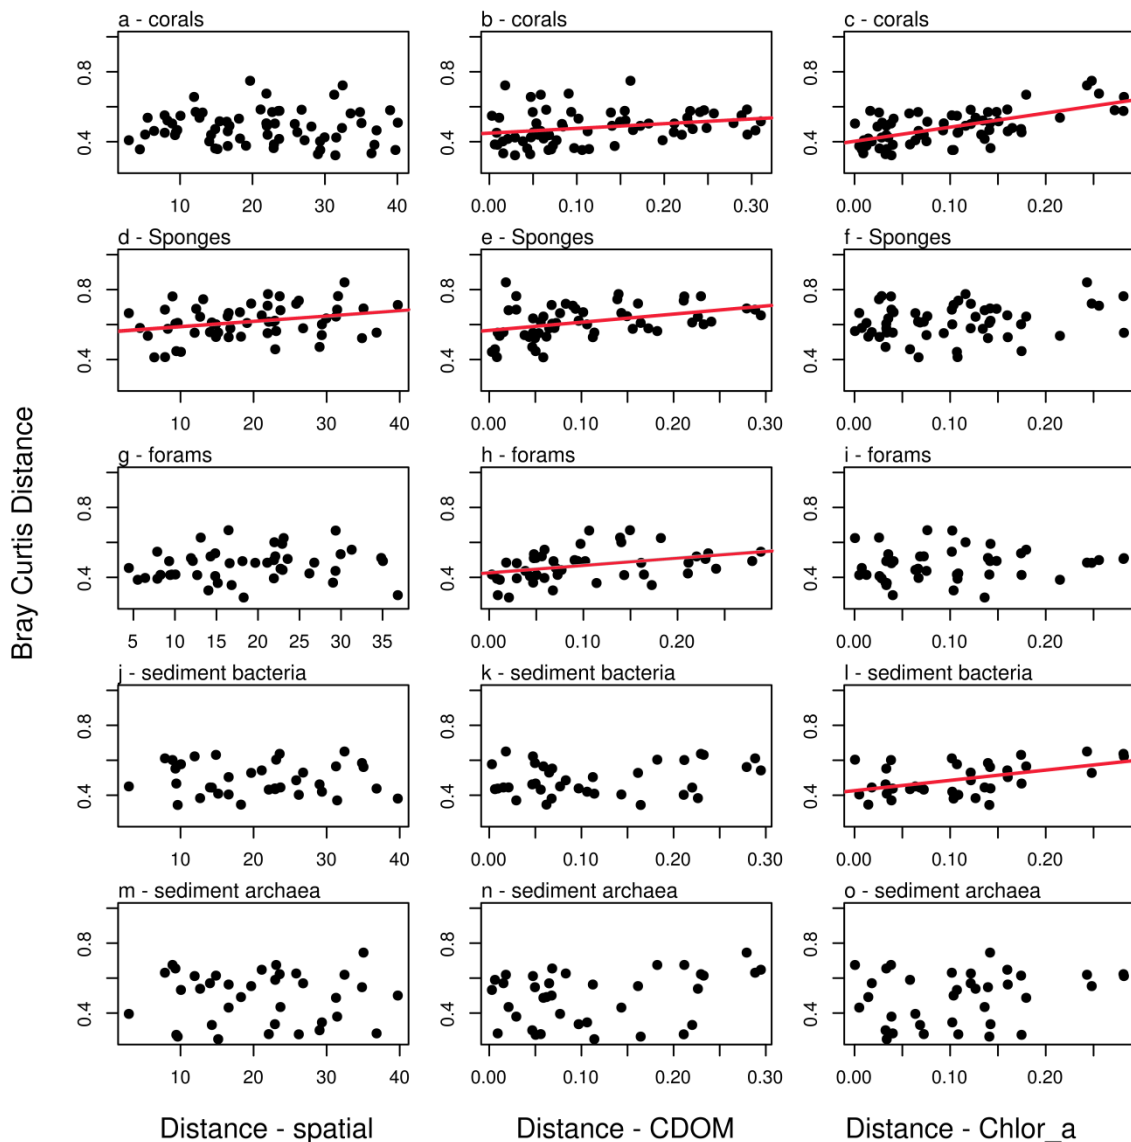 a - corals b - corals c - corals
0.4 0.8
0.4 0.8
0.4 0.8
10 20 30 40
0.00 0.10 0.20 0.30
0.00 0.10 0.20
d - Sponges e - Sponges f - Sponges
0.4 0.8
0.4 0.8
0.4 0.8
10 20 30 40
0.00 0.10 0.20 0.30
0.00 0.10 0.20
Bray Curtis Distance
g - forams h - forams i - forams
0.4 0.8
0.4 0.8
0.4 0.8
5 10 15 20 25 30 35
0.00 0.10 0.20
0.00 0.10 0.20
j - sediment bacteria k - sediment bacteria l - sediment bacteria
0.4 0.8
0.4 0.8
0.4 0.8
10 20 30 40
0.00 0.10 0.20 0.30
0.00 0.10 0.20
m - sediment archaea n - sediment archaea o - sediment archaea
0.4 0.8
0.4 0.8
0.4 0.8
10 20 30 40
0.00 0.10 0.20 0.30
0.00 0.10 0.20
Distance - spatial Distance - CDOM Distance - Chlor_a